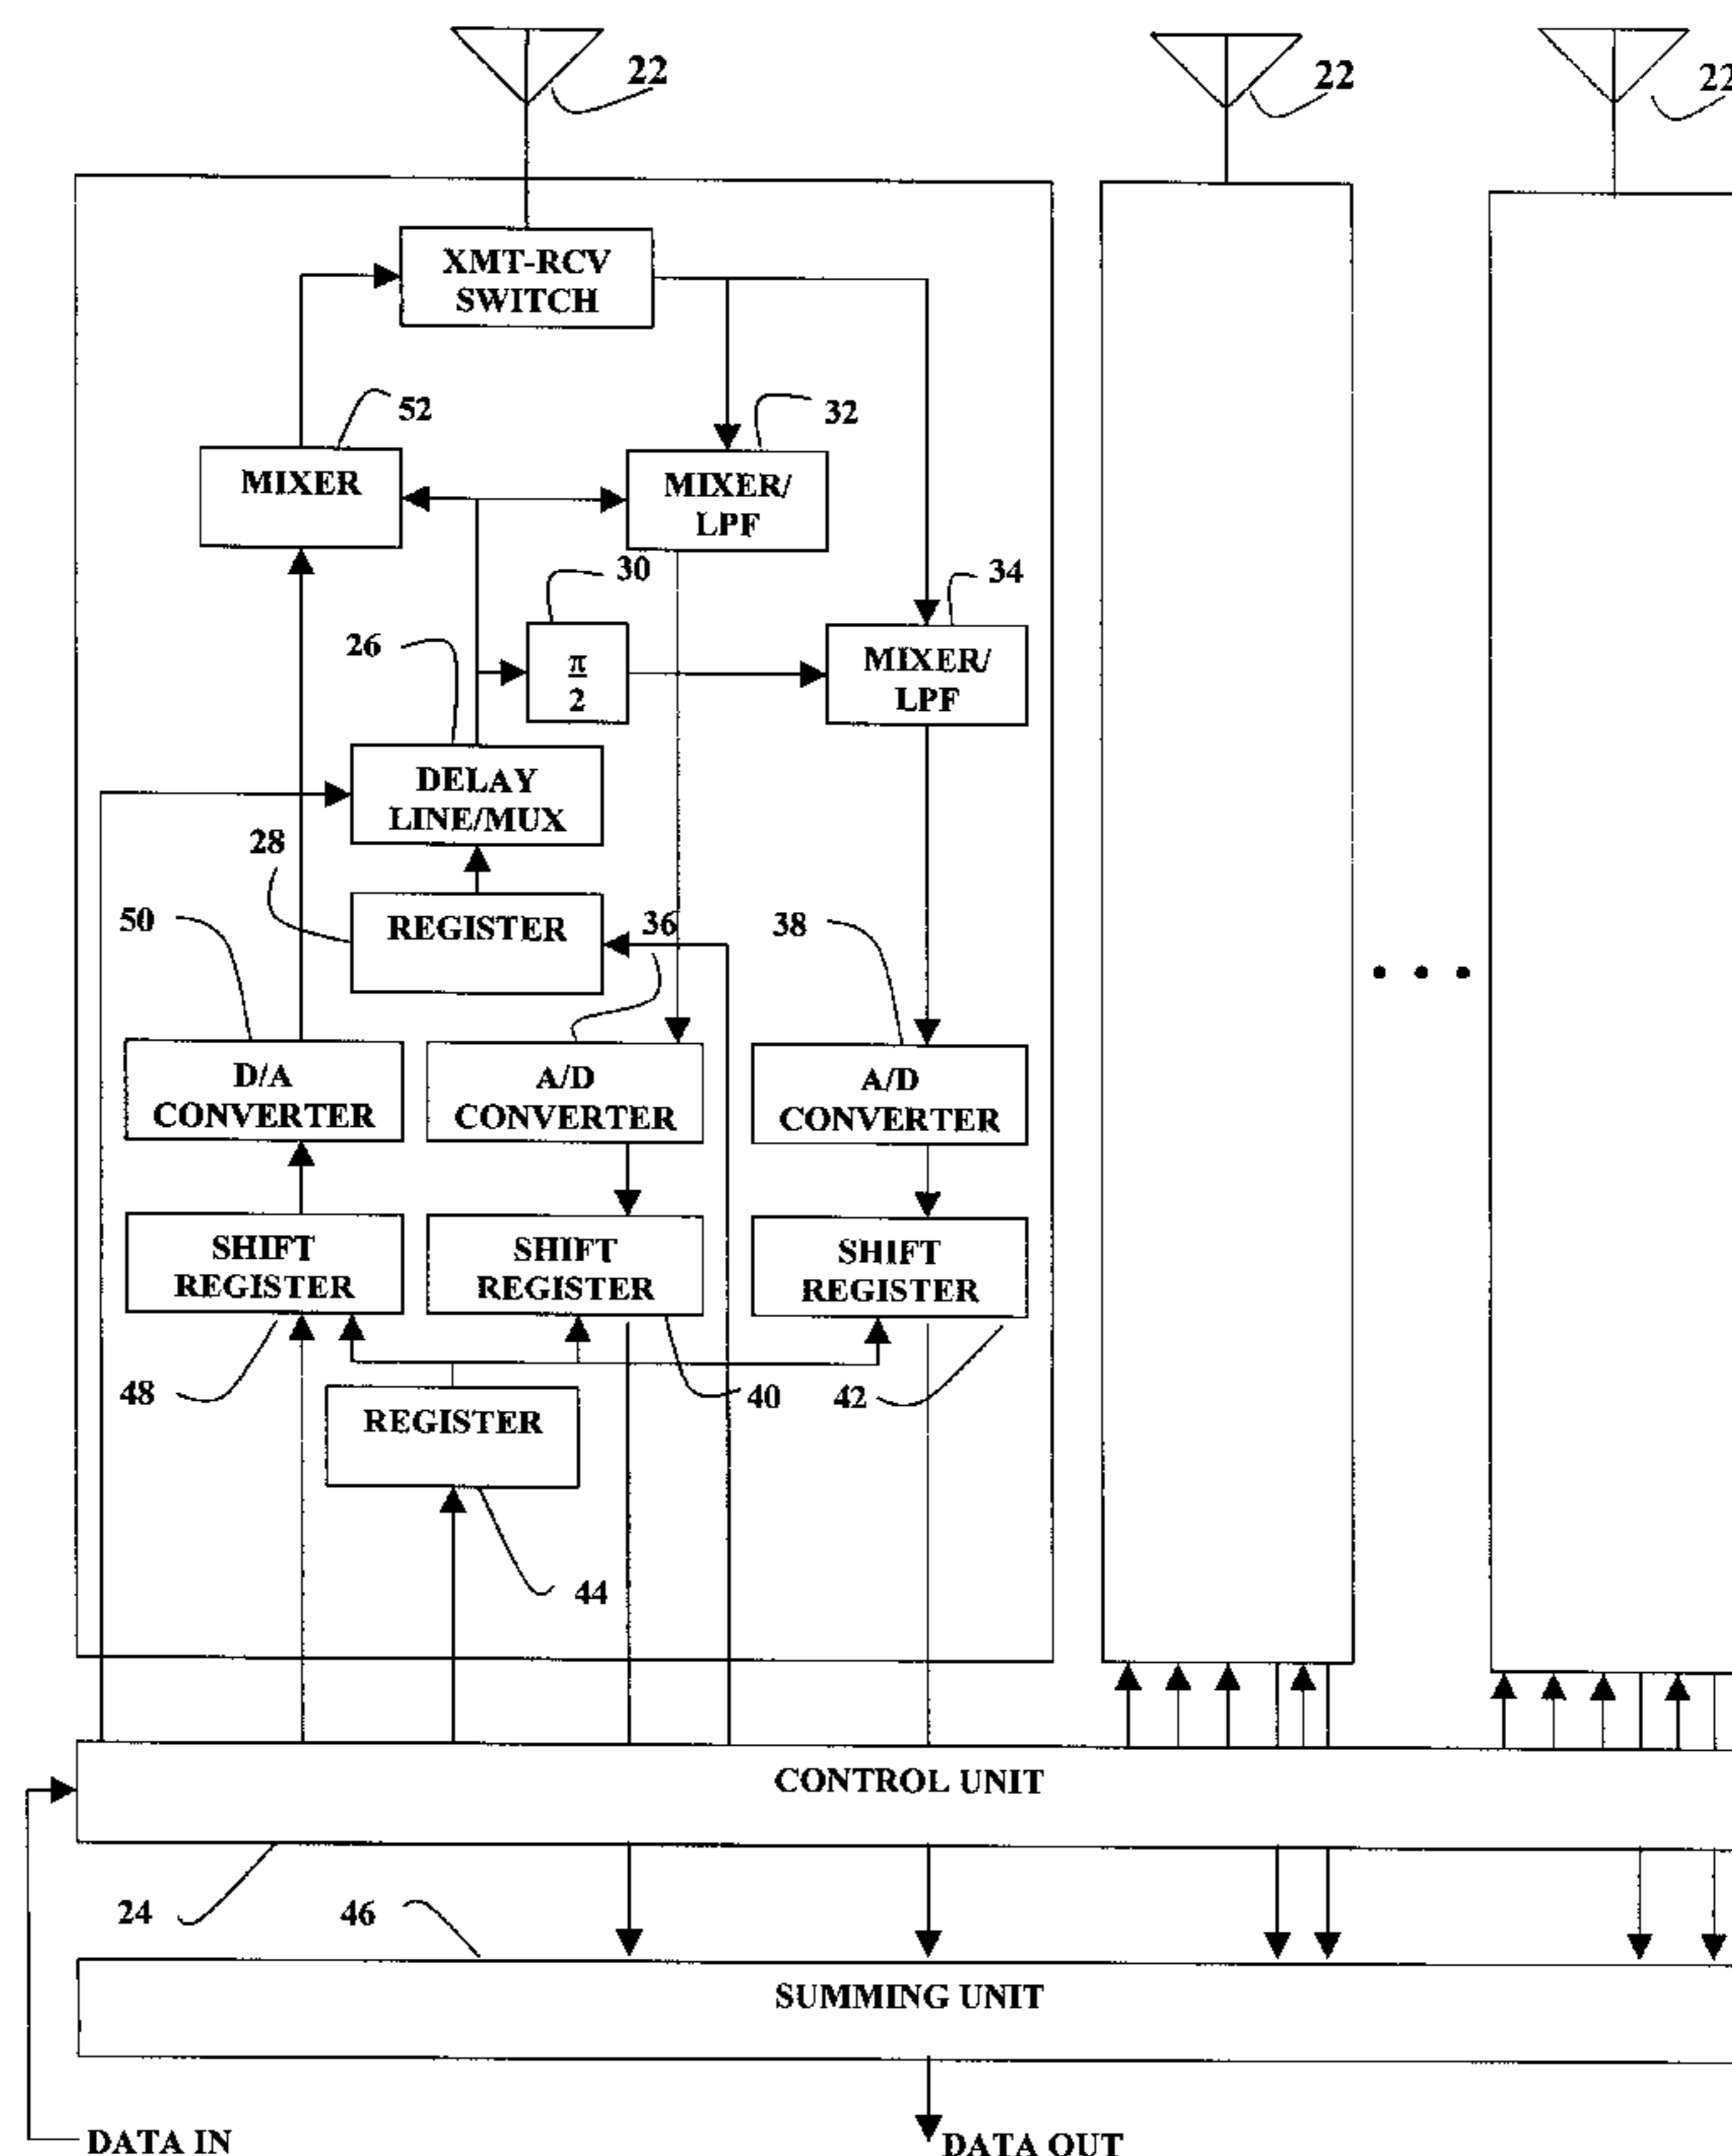 22
22
22
XMT-RCV
SWITCH
52
32
MIXER
MIXER/
LPF
30
34
26
π
2
MIXER/
LPF
DELAY
LINE/MUX
28
50
REGISTER
36
38
D/A
CONVERTER
A/D
CONVERTER
A/D
CONVERTER
SHIFT
REGISTER
SHIFT
REGISTER
SHIFT
REGISTER
48
40
42
REGISTER
44
CONTROL UNIT
24
46
SUMMING UNIT
DATA IN
DATA OUT